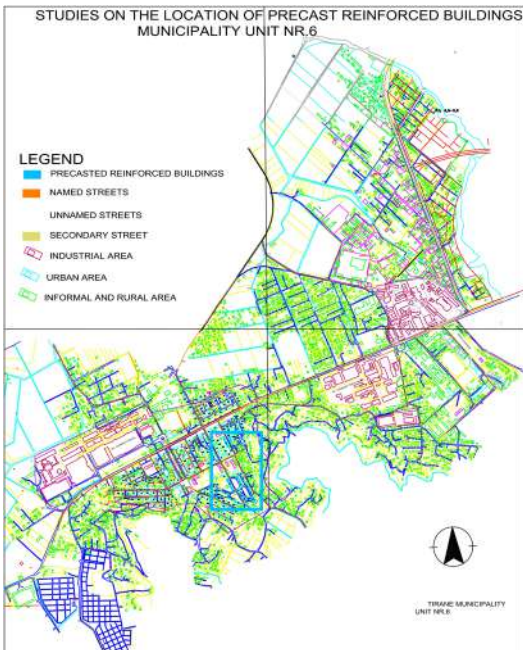 STUDIES ON THE LOCATION OF PRECAST REINFORCED BUILDINGS
MUNICIPALITY UNIT NR.6
LEGEND
PRECASTED REINFORCED BUILDINGS
NAMED STREETS
UNNAMED STREETS
SECONDARY STREET
INDUSTRIAL AREA
URBAN AREA
INFORMAL AND RURAL AREA
TIRANE MUNICIPALITY
UNIT NR.6